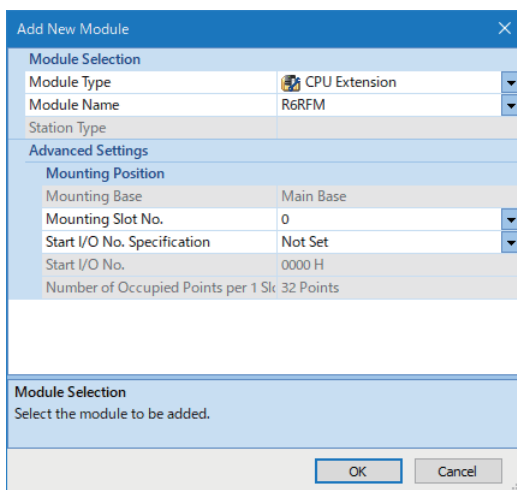 Add New Module
Module Selection
Module Type CPU Extension
Module Name R6RFM
Station Type
Advanced Settings
Mounting Position
Mounting Base Main Base
Mounting Slot No. 0
Start I/O No. Specification Not Set
Start I/O No. 0000 H
Number of Occupied Points per 1 Slo 32 Points
Module Selection
Select the module to be added.
OK Cancel